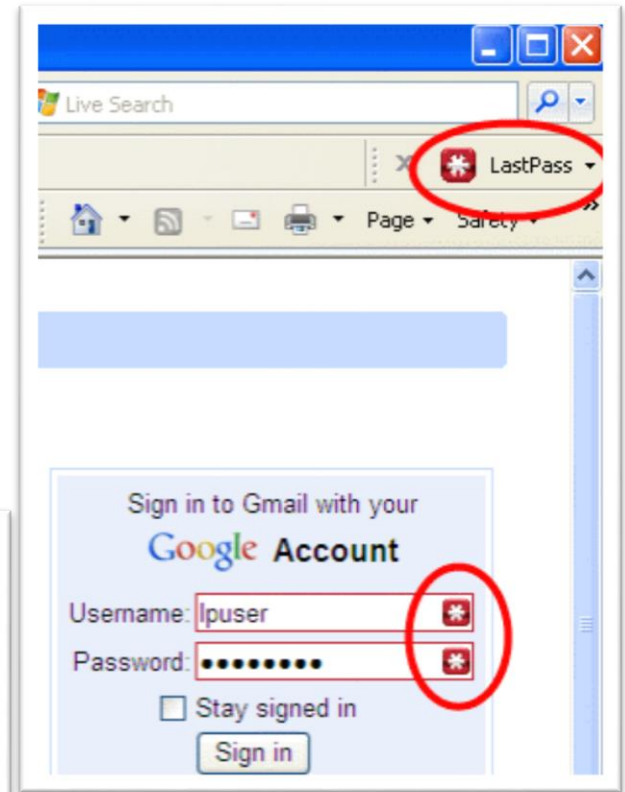 Live Search
LastPass
Page Safety »
Sign in to Gmail with your
Google Account
Username: lpuser
Password: ●●●●●●●●
Stay signed in
Sign in